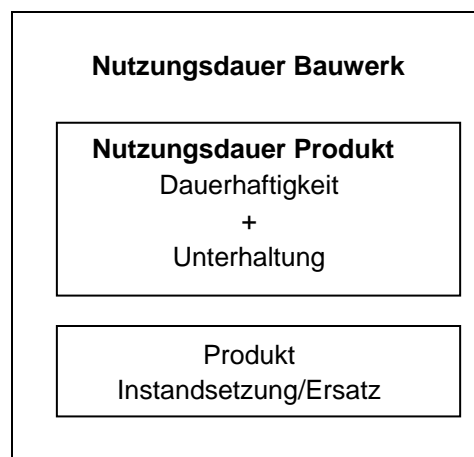 Nutzungsdauer Bauwerk
Nutzungsdauer Produkt
Dauerhaftigkeit
+
Unterhaltung
Produkt
Instandsetzung/Ersatz